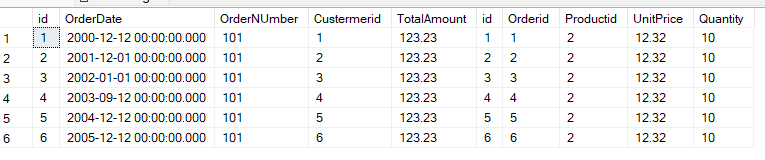 id OrderDate OrderNUmber Custermerid TotalAmount id Orderid Productid UnitPrice Quantity
1 1 2000-12-12 00:00:00.000 101 1 123.23 1 1 2 12.32 10
2 2 2001-12-01 00:00:00.000 101 2 123.23 2 2 2 12.32 10
3 3 2002-01-01 00:00:00.000 101 3 123.23 3 3 2 12.32 10
4 4 2003-09-12 00:00:00.000 101 4 123.23 4 4 2 12.32 10
5 5 2004-12-12 00:00:00.000 101 5 123.23 5 5 2 12.32 10
6 6 2005-12-12 00:00:00.000 101 6 123.23 6 6 2 12.32 10